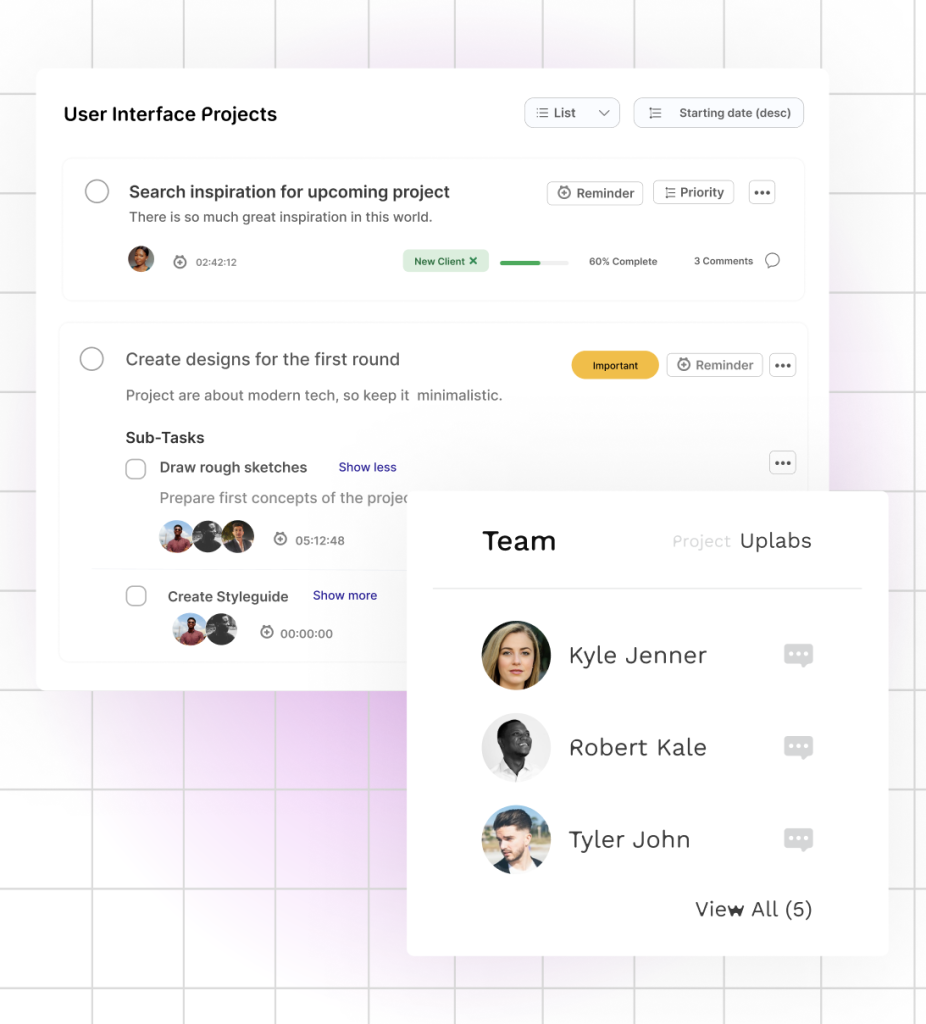 User Interface Projects
List
Starting date (desc)
Search inspiration for upcoming project
Reminder
Priority
There is so much great inspiration in this world.
02:42:12
New Client
60% Complete
3 Comments
Create designs for the first round
Important
Reminder
Project are about modern tech, so keep it minimalistic.
Sub-Tasks
Draw rough sketches
Show less
Prepare first concepts of the
05:12:48
Create Styleguide
Show more
00:00:00
Team
Project Uplabs
Kyle Jenner
Robert Kale
Tyler John
View All (5)